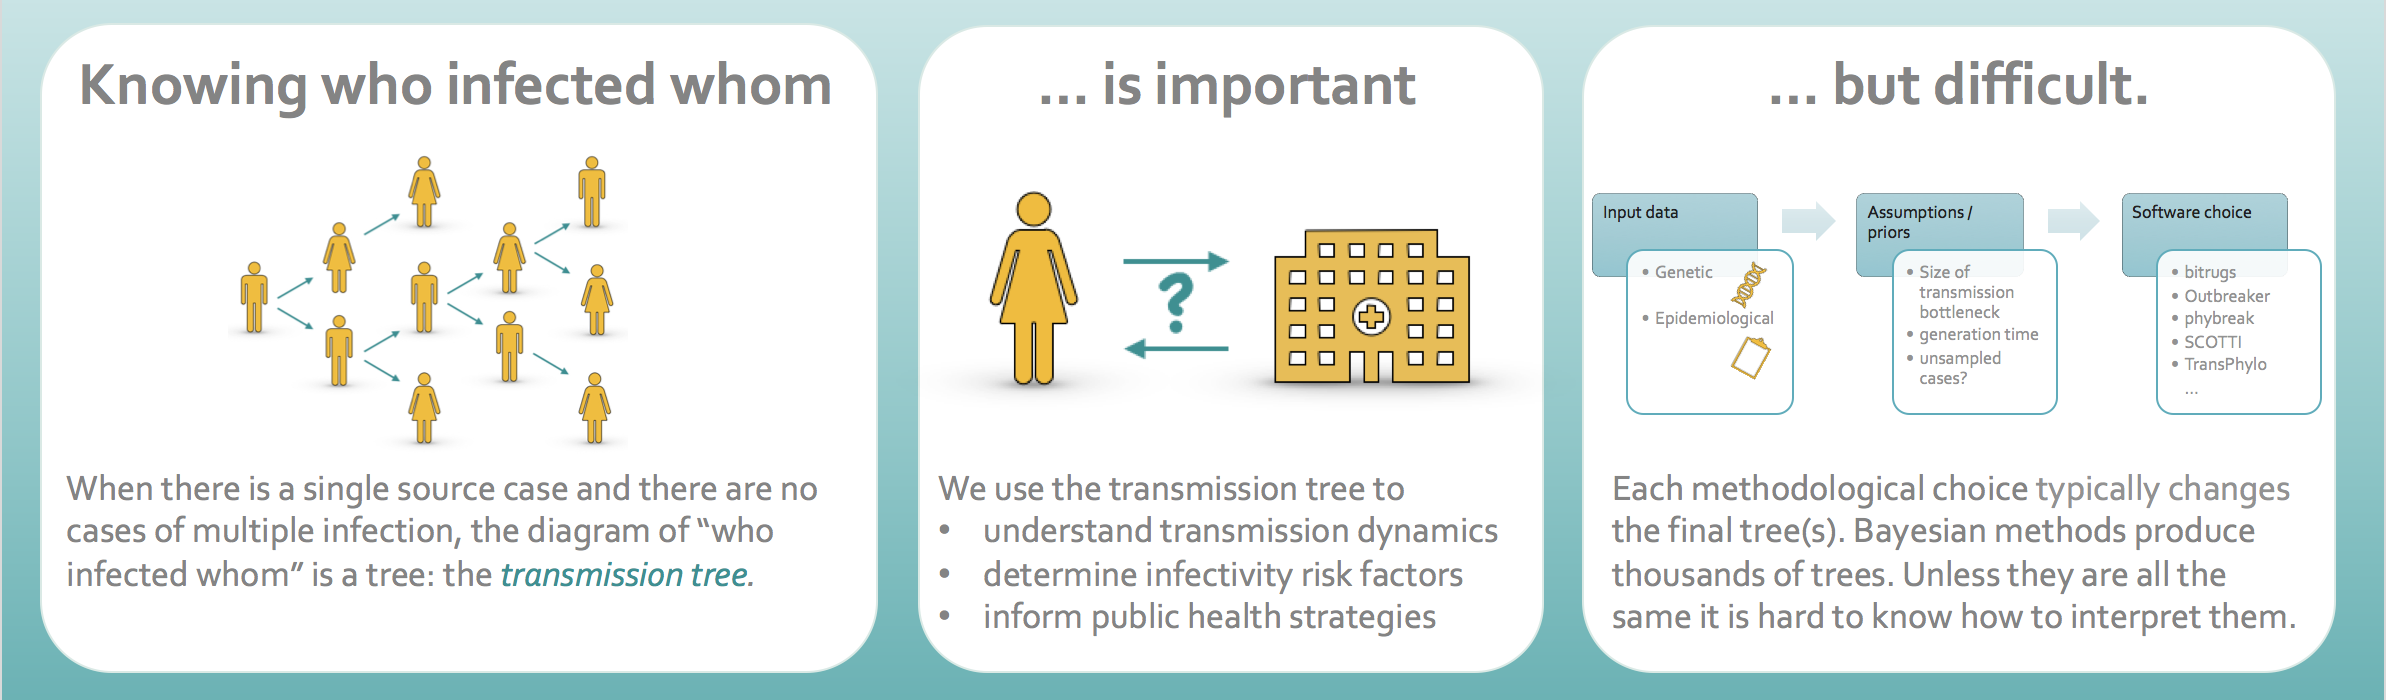 Knowing who infected whom
When there is a single source case and there are no
cases of multiple infection, the diagram of “who
infected whom” is a tree: the transmission tree.
... is important
?
We use the transmission tree to
• understand transmission dynamics
• determine infectivity risk factors
• inform public health strategies
... but difficult.
Input data
• Genetic
• Epidemiological
Assumptions /
priors
• Size of
transmission
bottleneck
• generation time
• unsampled
cases?
Software choice
• bitrugs
• Outbreaker
• phybreak
• SCOTTI
• TransPhylo
...
Each methodological choice typically changes
the final tree(s). Bayesian methods produce
thousands of trees. Unless they are all the
same it is hard to know how to interpret them.